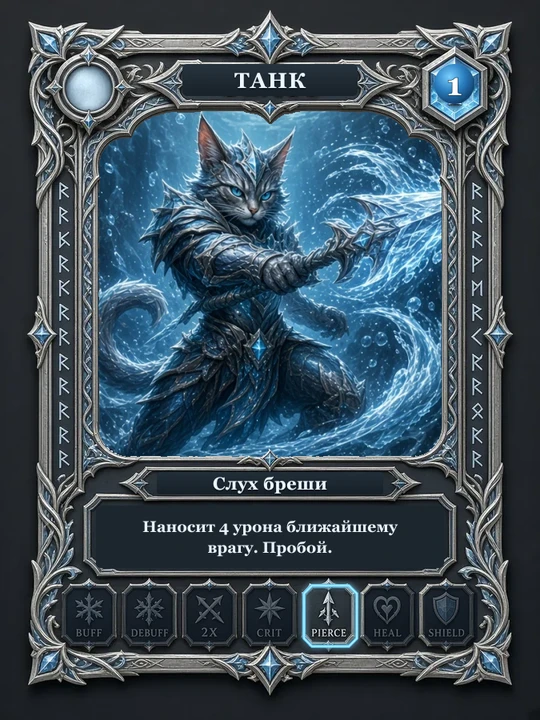 ТАНК
1
Слух бреши
Наносит 4 урона ближайшему
врагу. Пробой.
BUFF
DEBUFF
2X
CRIT
PIERCE
HEAL
SHIELD